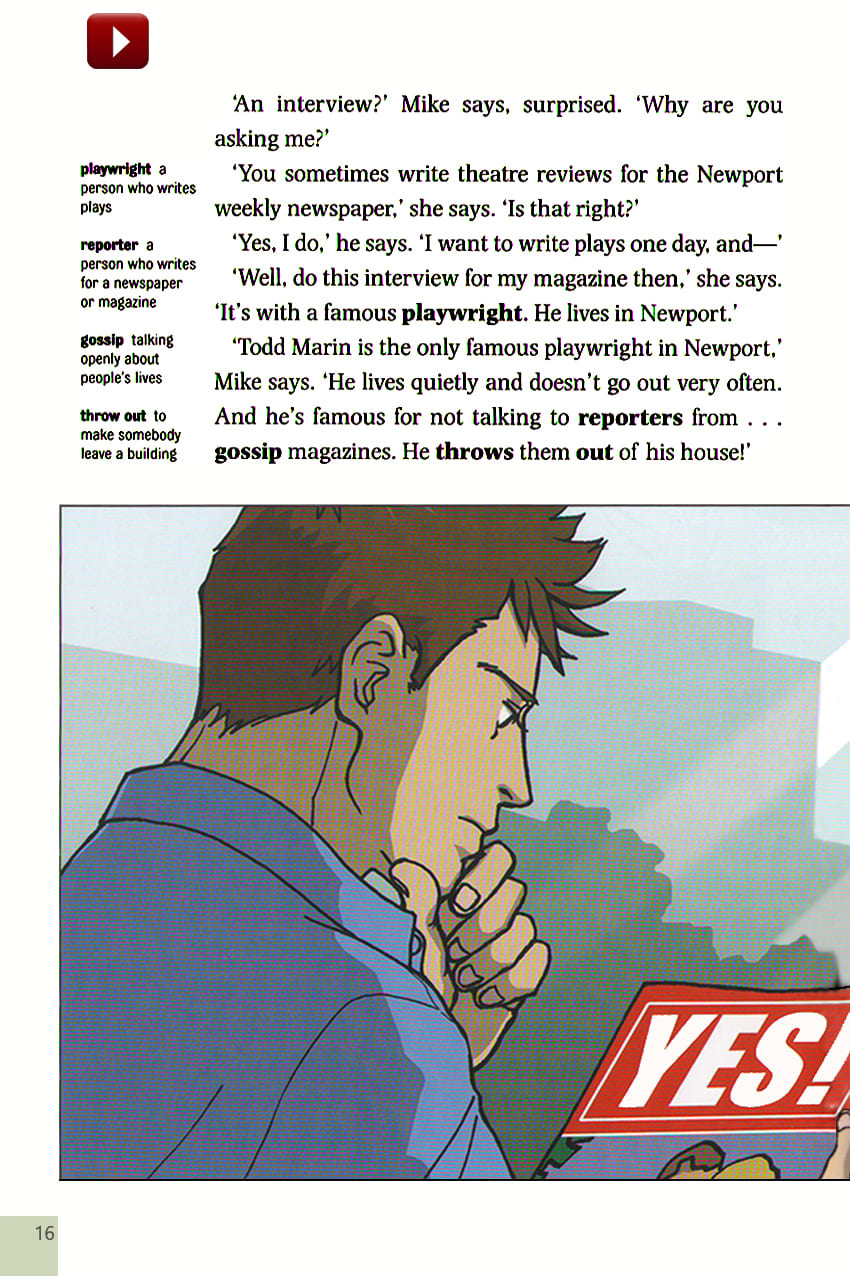 ‘An interview?’ Mike says, surprised. ‘Why are you
asking me?’
‘You sometimes write theatre reviews for the Newport
weekly newspaper,’ she says. ‘Is that right?’
‘Yes, I do,’ he says. ‘I want to write plays one day, and—’
‘Well, do this interview for my magazine then,’ she says.
‘It’s with a famous playwright. He lives in Newport.’
‘Todd Marin is the only famous playwright in Newport,’
Mike says. ‘He lives quietly and doesn’t go out very often.
And he’s famous for not talking to reporters from . . .
gossip magazines. He throws them out of his house!’
playwright a
person who writes
plays
reporter a
person who writes
for a newspaper
or magazine
gossip talking
openly about
people’s lives
throw out to
make somebody
leave a building
YES!
16